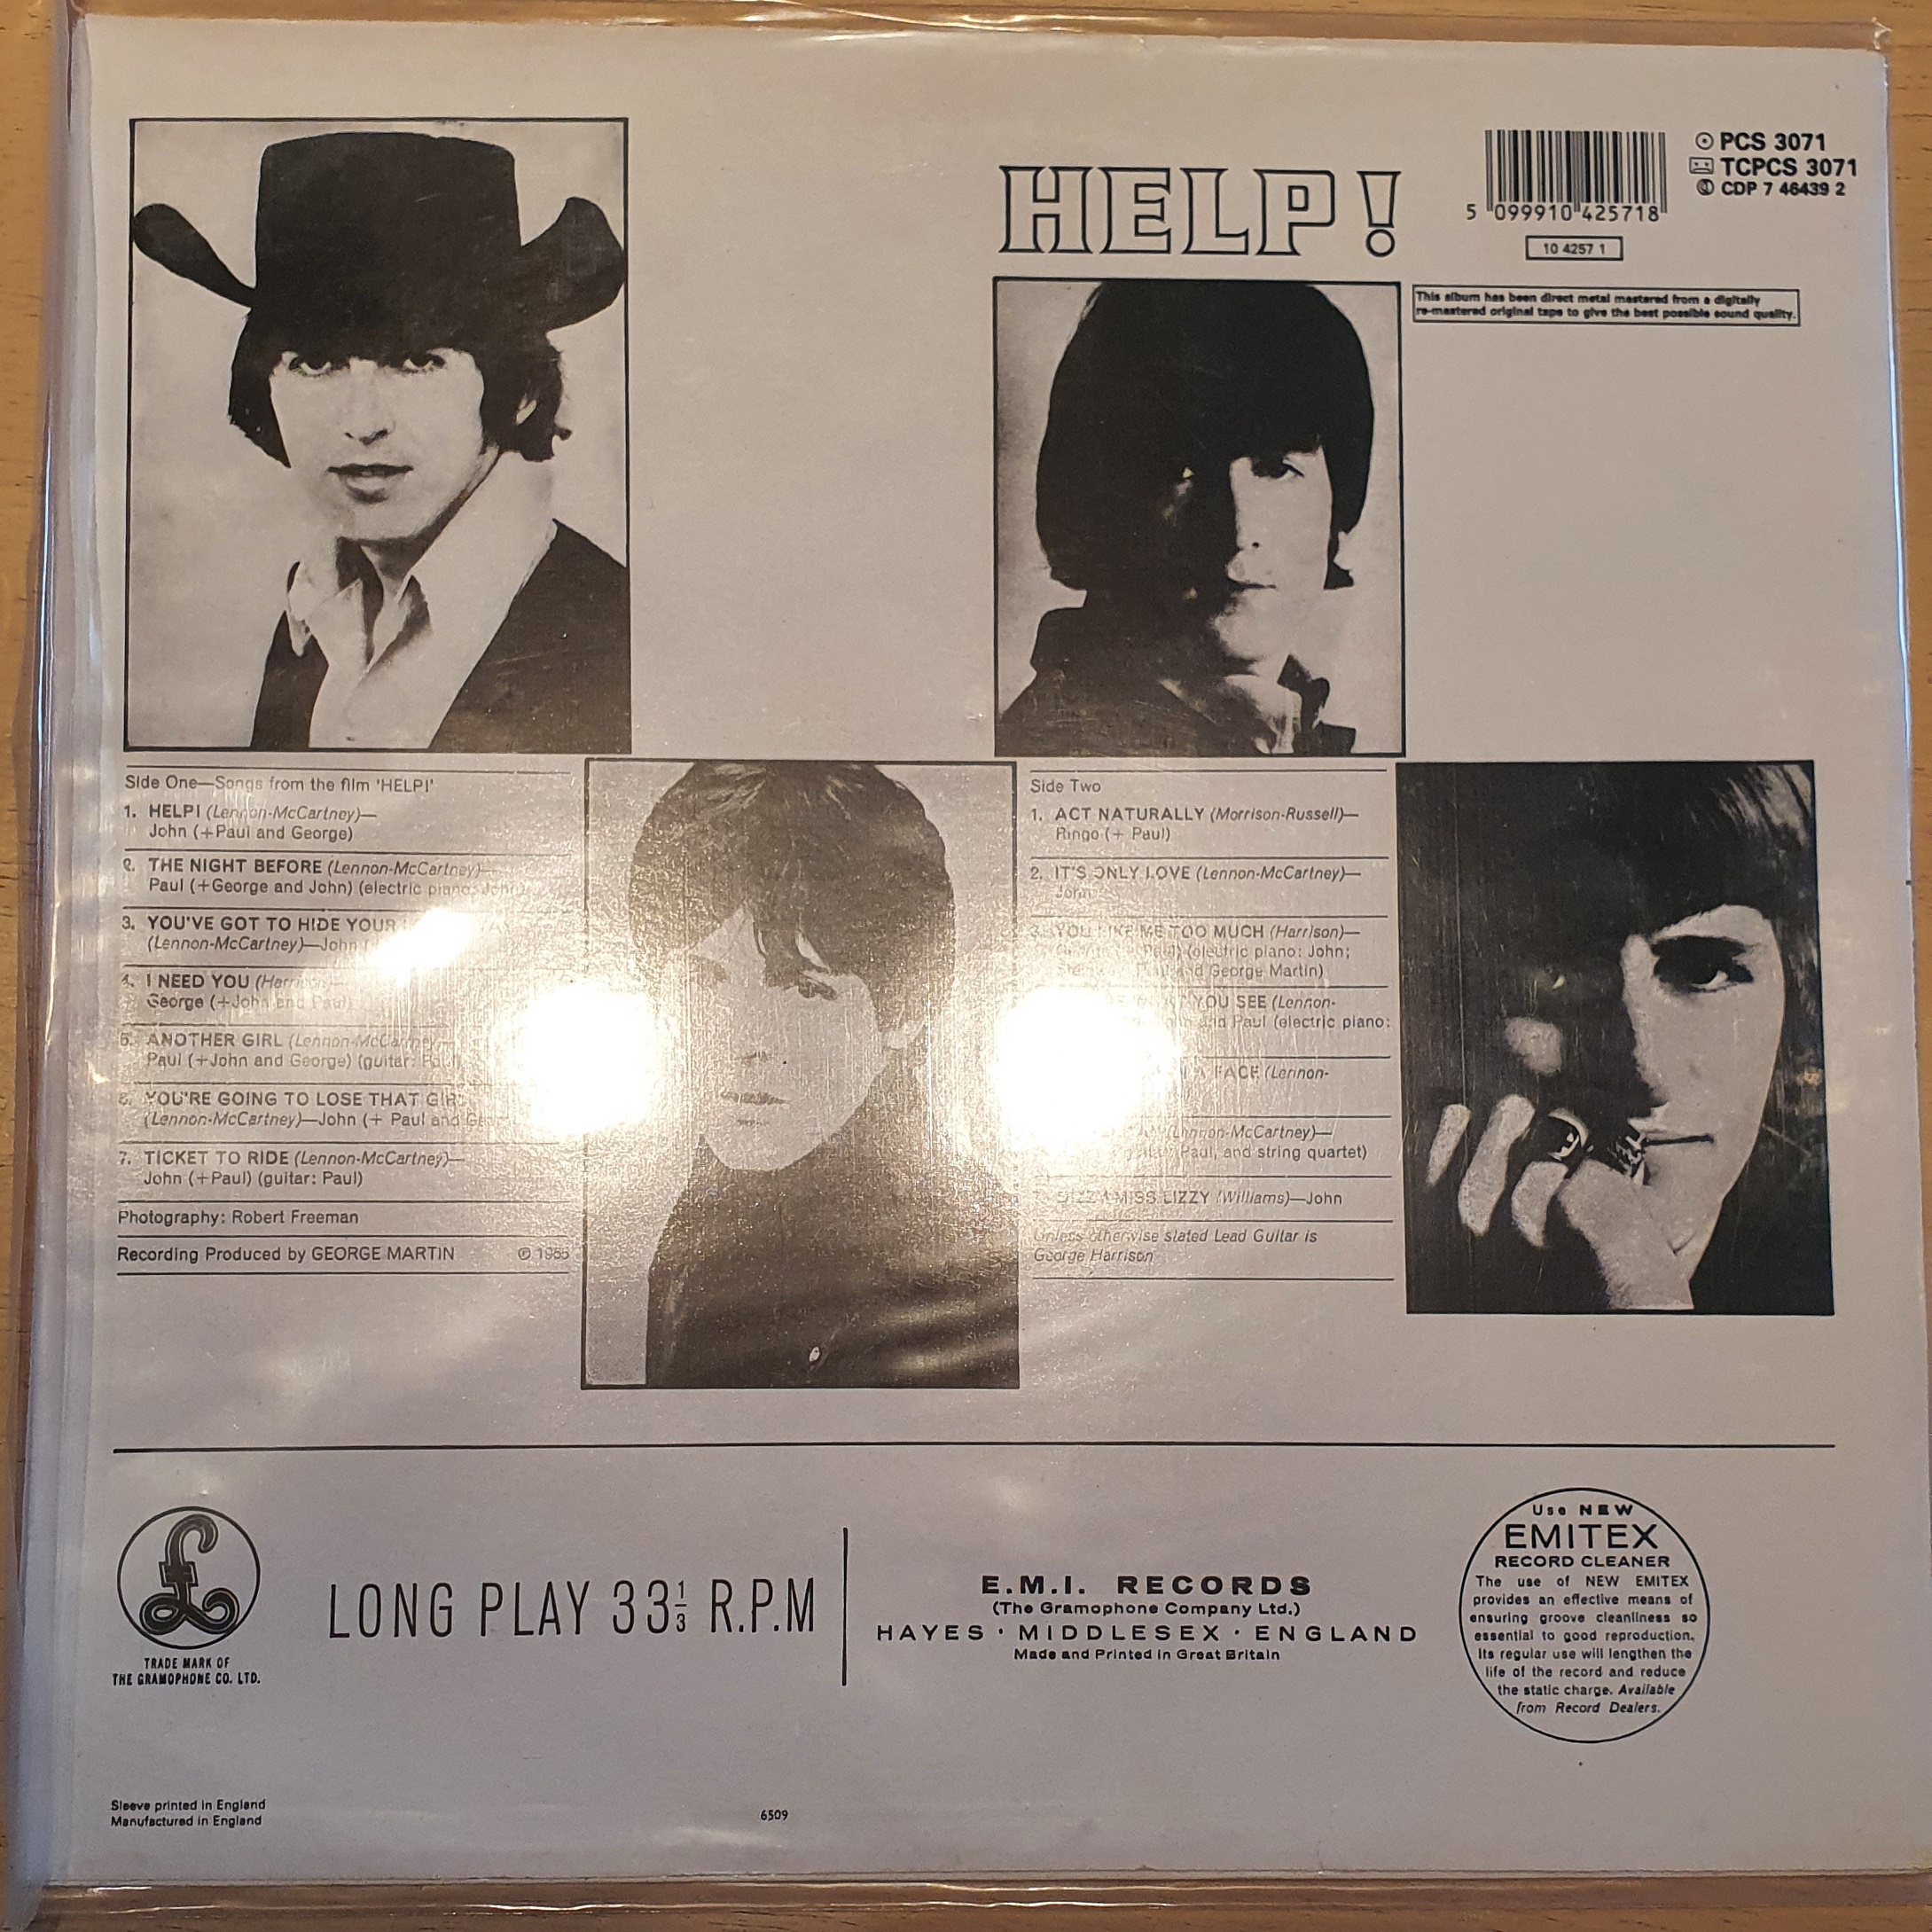 HELP!
5 099910 425718
10 4257 1
PCS 3071
TCPCS 3071
CDP 7 46439 2
This album has been direct metal mastered from a digitally
re-mastered original tape to give the best possible sound quality.
Side One—Songs from the film 'HELP!'
1. HELP! (Lennon-McCartney)—
John (+Paul and George)
2. THE NIGHT BEFORE (Lennon-McCartney)—
Paul (+George and John) (electric piano: John)
3. YOU'VE GOT TO HIDE YOUR
(Lennon-McCartney)—John
4. I NEED YOU (Harrison)—
George (+John and Paul)
5. ANOTHER GIRL (Lennon-McCartney)—
Paul (+John and George) (guitar: Paul)
6. YOU'RE GOING TO LOSE THAT GIRL
(Lennon-McCartney)—John (+ Paul and
7. TICKET TO RIDE (Lennon-McCartney)—
John (+Paul) (guitar: Paul)
Photography: Robert Freeman
Recording Produced by GEORGE MARTIN
Side Two
1. ACT NATURALLY (Morrison-Russell)—
Ringo (+ Paul)
2. IT'S ONLY LOVE (Lennon-McCartney)—
John
3. YOU LIKE ME TOO MUCH (Harrison)—
(electric piano: John;
and George Martin)
YOU SEE (Lennon-
and Paul (electric piano:
A FACE (Lennon-
(Lennon-McCartney)—
Paul, and string quartet)
7. DIZZY MISS LIZZY (Williams)—John
Unless otherwise stated Lead Guitar is
George Harrison
TRADE MARK OF
THE GRAMOPHONE CO. LTD.
LONG PLAY 33⅓ R.P.M
E.M.I. RECORDS
(The Gramophone Company Ltd.)
HAYES · MIDDLESEX · ENGLAND
Made and Printed in Great Britain
Use NEW
EMITEX
RECORD CLEANER
The use of NEW EMITEX
provides an effective means of
ensuring groove cleanliness so
essential to good reproduction.
Its regular use will lengthen the
life of the record and reduce
the static charge. Available
from Record Dealers.
Sleeve printed in England
Manufactured in England
6509